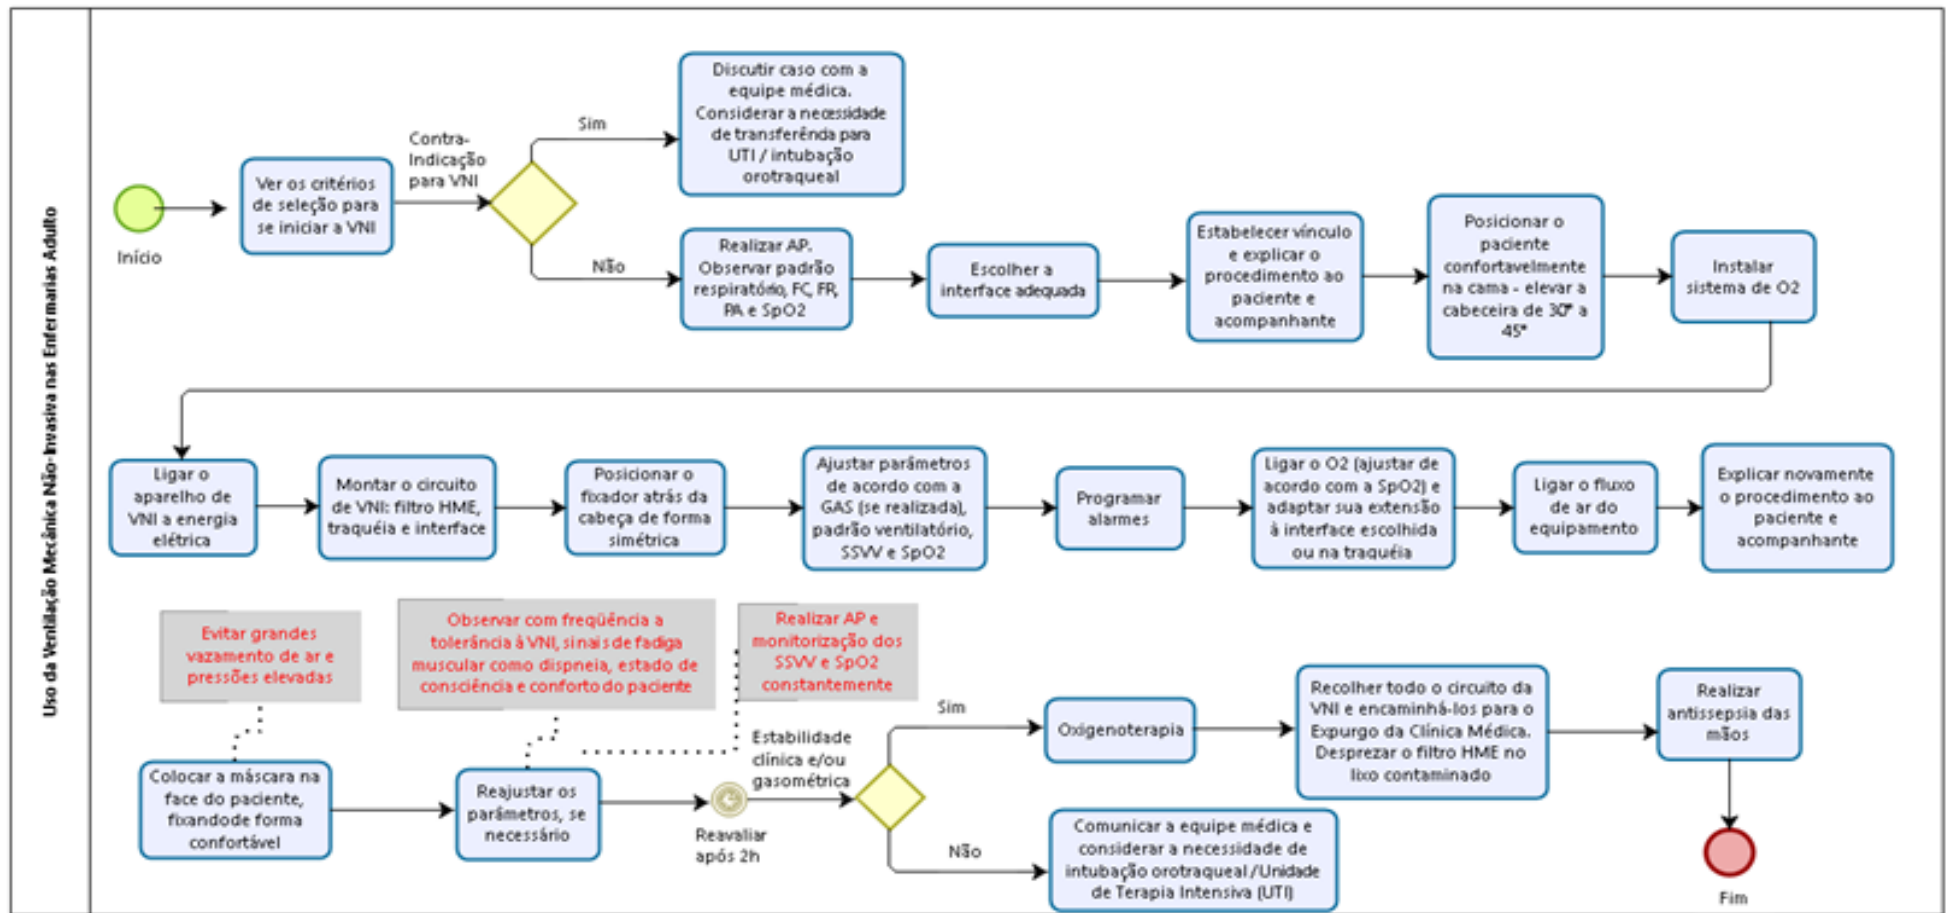 Uso da Ventilação Mecânica Não-Invasiva nas Enfermarias Adulto
Início
Ver os critérios
de seleção para
se iniciar a VNI
Contra-
Indicação
para VNI
Sim
Discutir caso com a
equipe médica.
Considerar a necessidade
de transferência para
UTI / intubação
orotraqueal
Não
Realizar AP.
Observar padrão
respiratório, FC, FR,
PA e SpO2
Escolher a
interface adequada
Estabelecer vínculo
e explicar o
procedimento ao
paciente e
acompanhante
Posicionar o
paciente
confortavelmente
na cama - elevar a
cabeceira de 30° a
45°
Instalar
sistema de O2
Ligar o
aparelho de
VNI a energia
elétrica
Montar o circuito
de VNI: filtro HME,
traquéia e interface
Posicionar o
fixador atrás da
cabeça de forma
simétrica
Ajustar parâmetros
de acordo com a
GAS (se realizada),
padrão ventilatório,
SSVV e SpO2
Programar
alarmes
Ligar o O2 (ajustar de
acordo com a SpO2) e
adaptar sua extensão
à interface escolhida
ou na traquéia
Ligar o fluxo
de ar do
equipamento
Explicar novamente
o procedimento ao
paciente e
acompanhante
Evitar grandes
vazamento de ar e
pressões elevadas
Observar com freqüência a
tolerância à VNI, sinais de fadiga
muscular como dispneia, estado de
consciência e conforto do paciente
Realizar AP e
monitorização dos
SSVV e SpO2
constantemente
Colocar a máscara na
face do paciente,
fixandode forma
confortável
Reajustar os
parâmetros, se
necessário
Reavaliar
após 2h
Estabilidade
clínica e/ou
gasométrica
Sim
Oxigenoterapia
Recolher todo o circuito da
VNI e encaminhá-los para o
Expurgo da Clínica Médica.
Desprezar o filtro HME no
lixo contaminado
Realizar
antissepsia das
mãos
Não
Comunicar a equipe médica e
considerar a necessidade de
intubação orotraqueal /Unidade
de Terapia Intensiva (UTI)
Fim